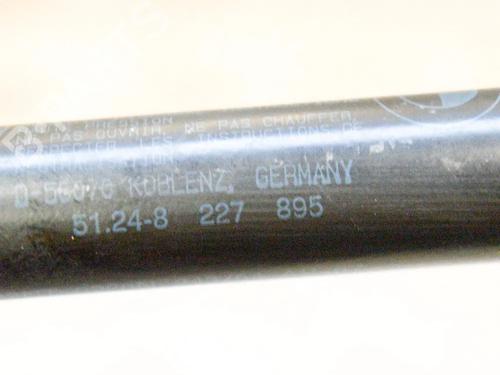 PAS OUVRIR, NE PAS CHAUFFER,
LES INSTRUCTIONS DE
D-56070 KOBLENZ, GERMANY
51.24-8 227 895